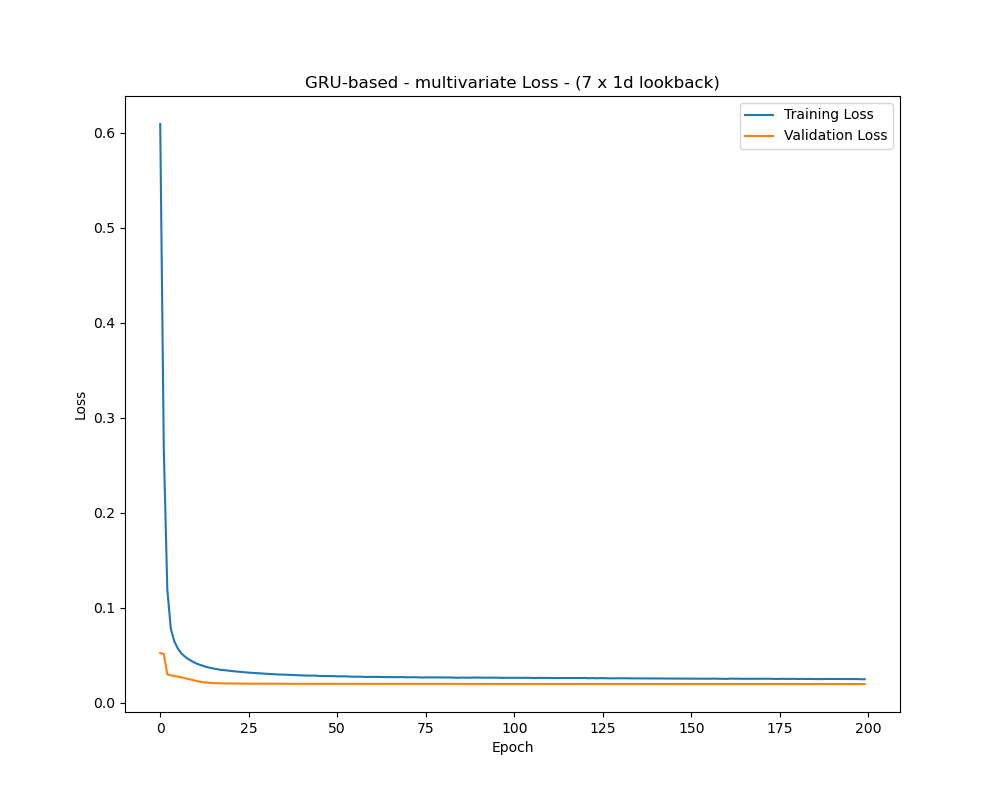 GRU-based - multivariate Loss - (7 x 1d lookback)
Training Loss
Validation Loss
0.6
0.5
0.4
0.3
0.2
0.1
0.0
Loss
0 25 50 75 100 125 150 175 200
Epoch